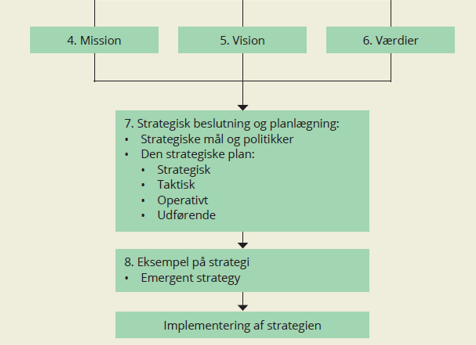 4. Mission
5. Vision
6. Værdier
7. Strategisk beslutning og planlægning:
• Strategiske mål og politikker
• Den strategiske plan:
• Strategisk
• Taktisk
• Operativt
• Udførende
8. Eksempel på strategi
• Emergent strategy
Implementering af strategien